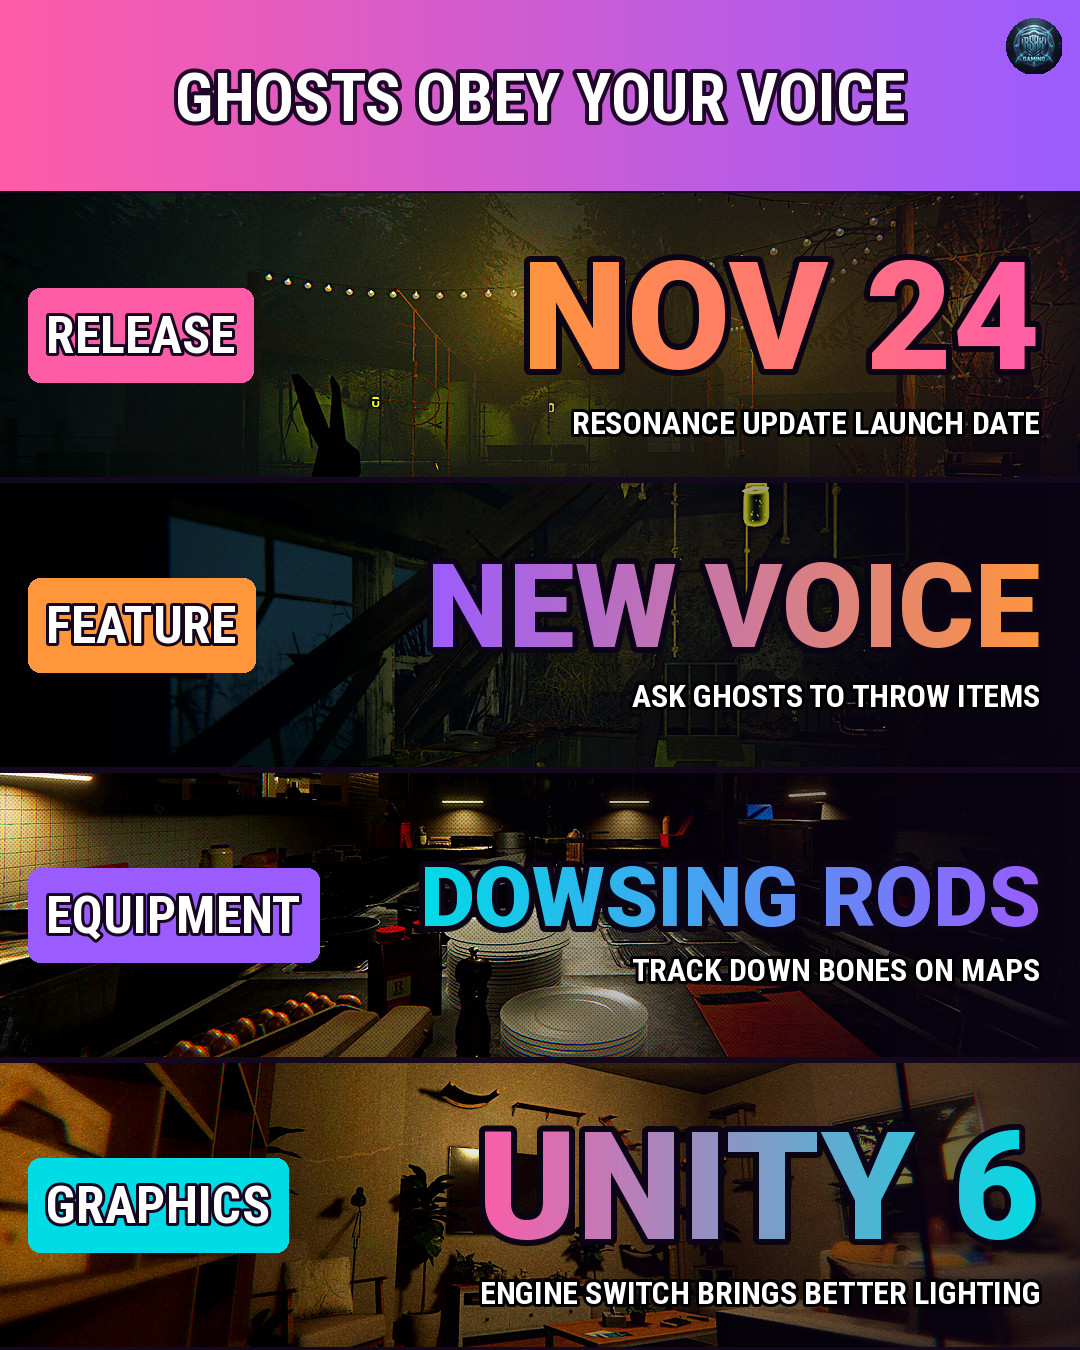 GHOSTS OBEY YOUR VOICE
GAMING
RELEASE
NOV 24
RESONANCE UPDATE LAUNCH DATE
FEATURE
NEW VOICE
ASK GHOSTS TO THROW ITEMS
EQUIPMENT
DOWSING RODS
TRACK DOWN BONES ON MAPS
GRAPHICS
UNITY 6
ENGINE SWITCH BRINGS BETTER LIGHTING